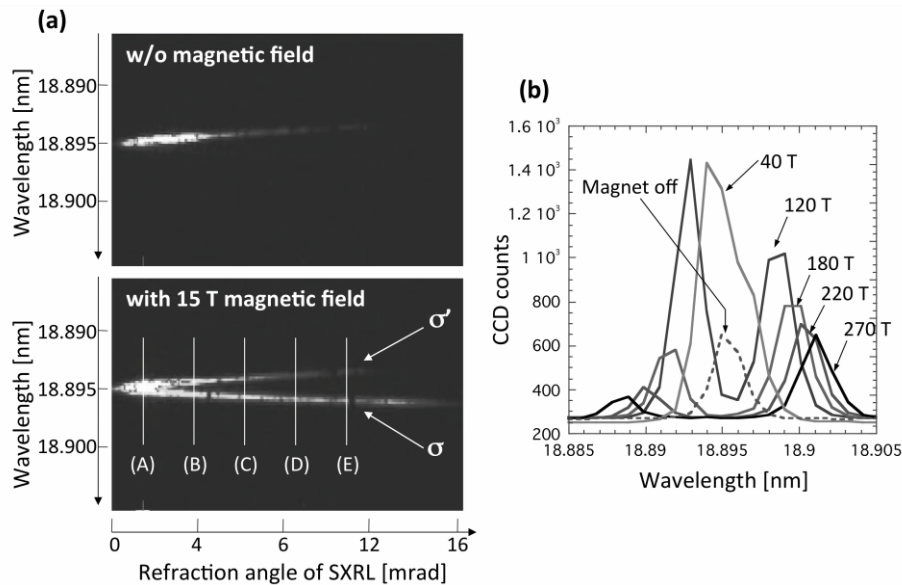 (a)
w/o magnetic field
Wavelength [nm]
18.890
18.895
18.900
with 15 T magnetic field
Wavelength [nm]
18.890
18.895
18.900
σ'
σ
(A) (B) (C) (D) (E)
0 4 6 8 12 16
Refraction angle of SXRL [mrad]
(b)
1.6 10³
1.4 10³
1.2 10³
1.0 10³
800
600
400
200
CCD counts
Magnet off
40 T
120 T
180 T
220 T
270 T
18.885 18.89 18.895 18.9 18.905
Wavelength [nm]